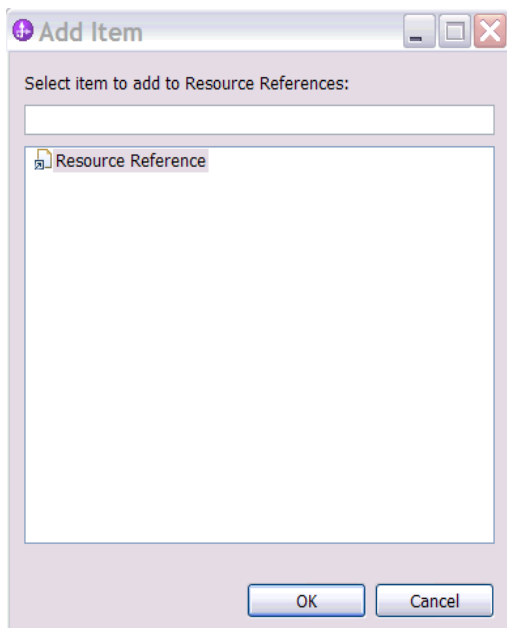 Add Item
Select item to add to Resource References:
Resource Reference
OK
Cancel